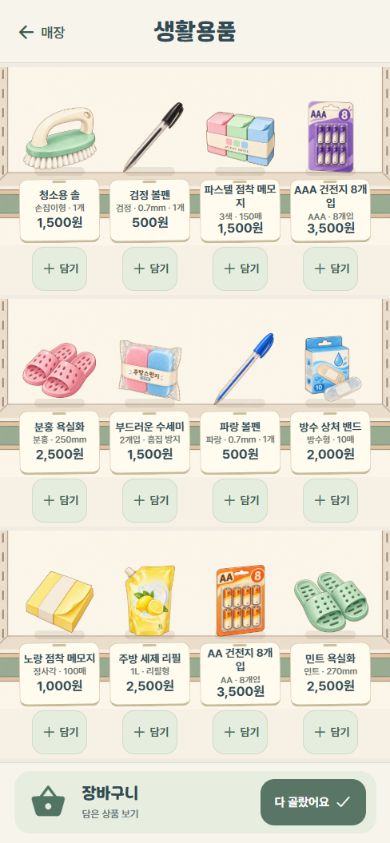 ← 매장
생활용품
AAA 8
청소용 솔
손잡이형 · 1개
1,500원
검정 볼펜
검정 · 0.7mm · 1개
500원
파스텔 점착 메모
지
3색 · 150매
1,500원
AAA 건전지 8개
입
AAA · 8개입
3,500원
+ 담기
+ 담기
+ 담기
+ 담기
주방스펀지
10
분홍 욕실화
분홍 · 250mm
2,500원
부드러운 수세미
2개입 · 흠집 방지
1,500원
파랑 볼펜
파랑 · 0.7mm · 1개
500원
방수 상처 밴드
방수형 · 10매
2,000원
+ 담기
+ 담기
+ 담기
+ 담기
AA 8
노랑 점착 메모지
정사각 · 100매
1,000원
주방 세제 리필
1L · 리필형
2,500원
AA 건전지 8개
입
AA · 8개입
3,500원
민트 욕실화
민트 · 270mm
2,500원
+ 담기
+ 담기
+ 담기
+ 담기
장바구니
담은 상품 보기
다 골랐어요 ✓